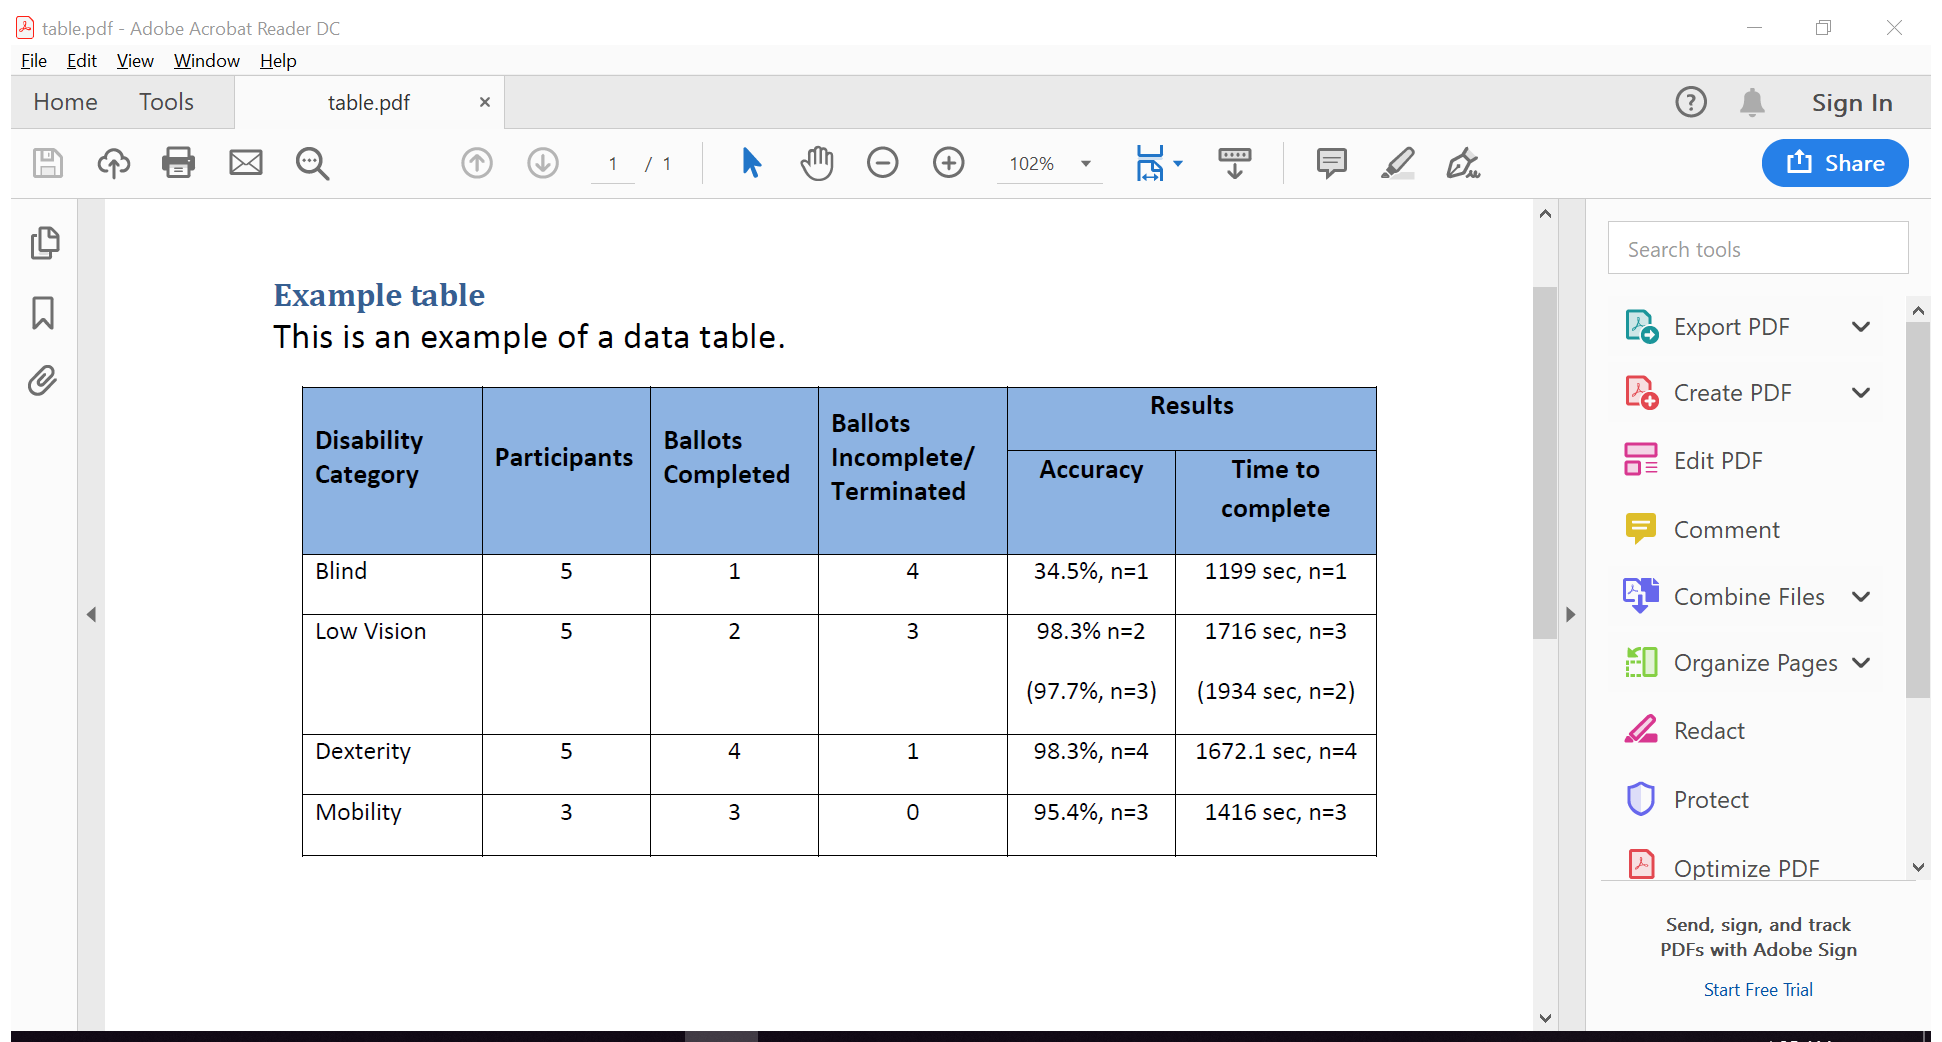 table.pdf - Adobe Acrobat Reader DC
File Edit View Window Help
Home Tools table.pdf × ? Sign In
1 / 1 102% Share
Search tools
Example table
This is an example of a data table.
Disability Category Participants Ballots Completed Ballots Incomplete/ Terminated Results
Accuracy Time to complete
Blind 5 1 4 34.5%, n=1 1199 sec, n=1
Low Vision 5 2 3 98.3% n=2 1716 sec, n=3
(97.7%, n=3) (1934 sec, n=2)
Dexterity 5 4 1 98.3%, n=4 1672.1 sec, n=4
Mobility 3 3 0 95.4%, n=3 1416 sec, n=3
Export PDF
Create PDF
Edit PDF
Comment
Combine Files
Organize Pages
Redact
Protect
Optimize PDF
Send, sign, and track
PDFs with Adobe Sign
Start Free Trial